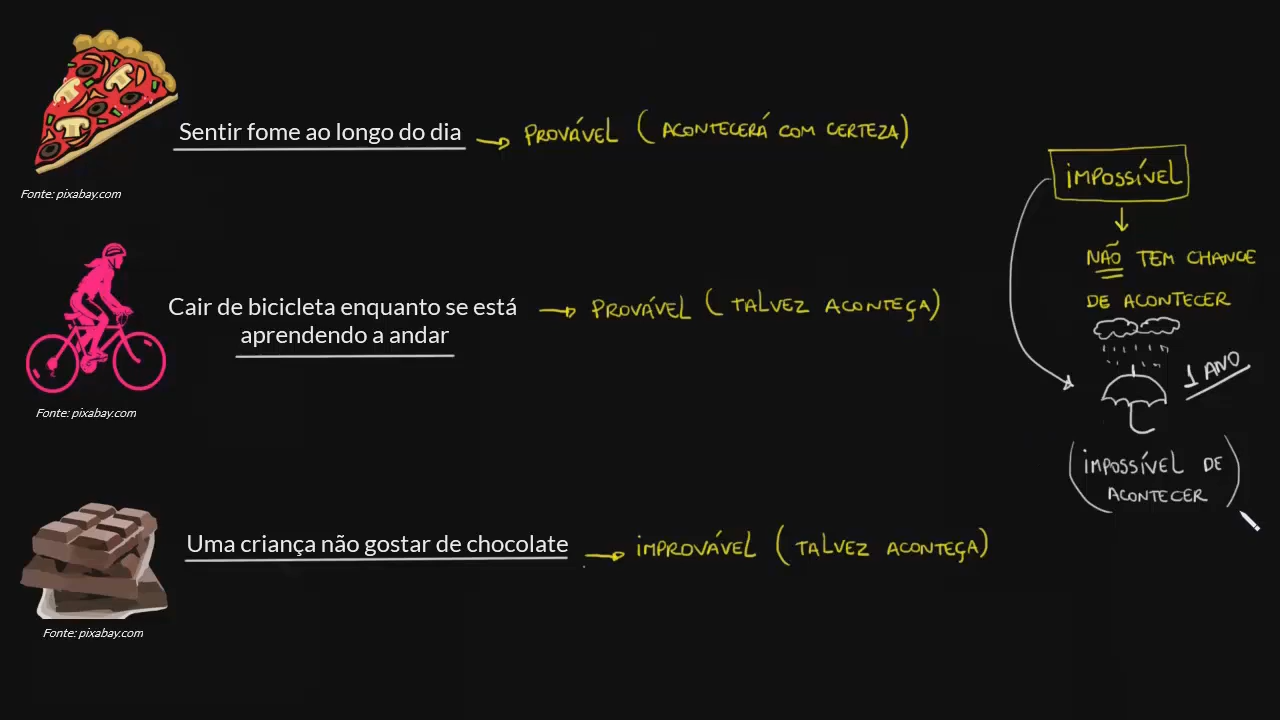 Sentir fome ao longo do dia → PROVÁVEL (ACONTECERÁ COM CERTEZA)
Fonte: pixabay.com
Cair de bicicleta enquanto se está
aprendendo a andar
→ PROVÁVEL (TALVEZ ACONTEÇA)
Fonte: pixabay.com
Uma criança não gostar de chocolate → IMPROVÁVEL (TALVEZ ACONTEÇA)
Fonte: pixabay.com
IMPOSSÍVEL
NÃO TEM CHANCE
DE ACONTECER
1 ANO
(IMPOSSÍVEL DE
ACONTECER)